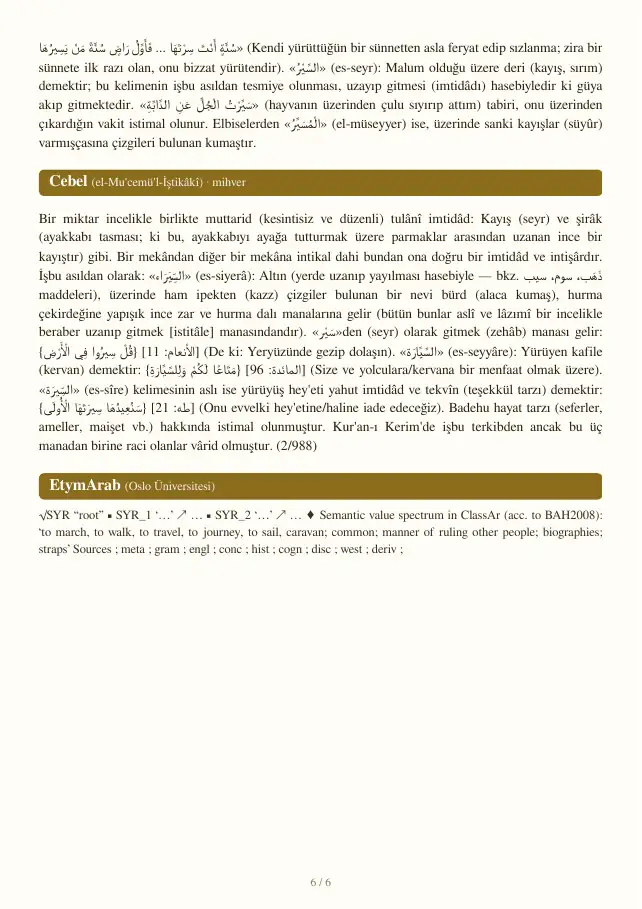 سُنَّةٍ أَنْتَ سِرْتَهَا ... فَأَوَّلُ رَاضٍ سُنَّةً مَنْ يَسِيرُهَا» (Kendi yürüttüğün bir sünnetten asla feryat edip sızlanma; zira bir
sünnete ilk razı olan, onu bizzat yürütendir). «السَّيْرُ» (es-seyr): Malum olduğu üzere deri (kayış, sırım)
demektir; bu kelimenin işbu asıldan tesmiye olunması, uzayıp gitmesi (imtidâdı) hasebiyledir ki güya
akıp gitmektedir. «سَيَّرْتُ الْجُلَّ عَنِ الدَّابَّةِ» (hayvanın üzerinden çulu sıyırıp attım) tabiri, onu üzerinden
çıkardığın vakit istimal olunur. Elbiselerden «الْمُسَيَّرُ» (el-müseyyer) ise, üzerinde sanki kayışlar (süyûr)
varmışçasına çizgileri bulunan kumaştır.
Cebel (el-Mu'cemü'l-İştikâkî) · mihver
Bir miktar incelikle birlikte muttarid (kesintisiz ve düzenli) tulânî imtidâd: Kayış (seyr) ve şirâk
(ayakkabı tasması; ki bu, ayakkabıyı ayağa tutturmak üzere parmaklar arasından uzanan ince bir
kayıştır) gibi. Bir mekândan diğer bir mekâna intikal dahi bundan ona doğru bir imtidâd ve intişârdır.
İşbu asıldan olarak: «السِّيَرَاء» (es-siyerâ): Altın (yerde uzanıp yayılması hasebiyle — bkz. ذهب، سوم، سيب
maddeleri), üzerinde ham ipekten (kazz) çizgiler bulunan bir nevi bürd (alaca kumaş), hurma
çekirdeğine yapışık ince zar ve hurma dalı manalarına gelir (bütün bunlar aslî ve lâzımî bir incelikle
beraber uzanıp gitmek [istitâle] manasındandır). «سَيْر»den (seyr) olarak gitmek (zehâb) manası gelir:
{قُلْ سِيرُوا فِي الْأَرْضِ} [الأنعام: 11] (De ki: Yeryüzünde gezip dolaşın). «السَّيَّارَة» (es-seyyâre): Yürüyen kafile
(kervan) demektir: {مَتَاعًا لَكُمْ وَلِلسَّيَّارَةِ} [المائدة: 96] (Size ve yolculara/kervana bir menfaat olmak üzere).
«السِّيرَة» (es-sîre) kelimesinin aslı ise yürüyüş hey'eti yahut imtidâd ve tekvîn (teşekkül tarzı) demektir:
{سَنُعِيدُهَا سِيرَتَهَا الْأُولَى} [طه: 21] (Onu evvelki hey'etine/haline iade edeceğiz). Badehu hayat tarzı (seferler,
ameller, maişet vb.) hakkında istimal olunmuştur. Kur'an-ı Kerim'de işbu terkibden ancak bu üç
manadan birine raci olanlar vârid olmuştur. (2/988)
EtymArab (Oslo Üniversitesi)
√SYR “root” ▪ SYR_1 ‘…’ ↗ … ▪ SYR_2 ‘…’ ↗ … ♦ Semantic value spectrum in ClassAr (acc. to BAH2008):
‘to march, to walk, to travel, to journey, to sail, caravan; common; manner of ruling other people; biographies;
straps’ Sources ; meta ; gram ; engl ; conc ; hist ; cogn ; disc ; west ; deriv ;
6 / 6